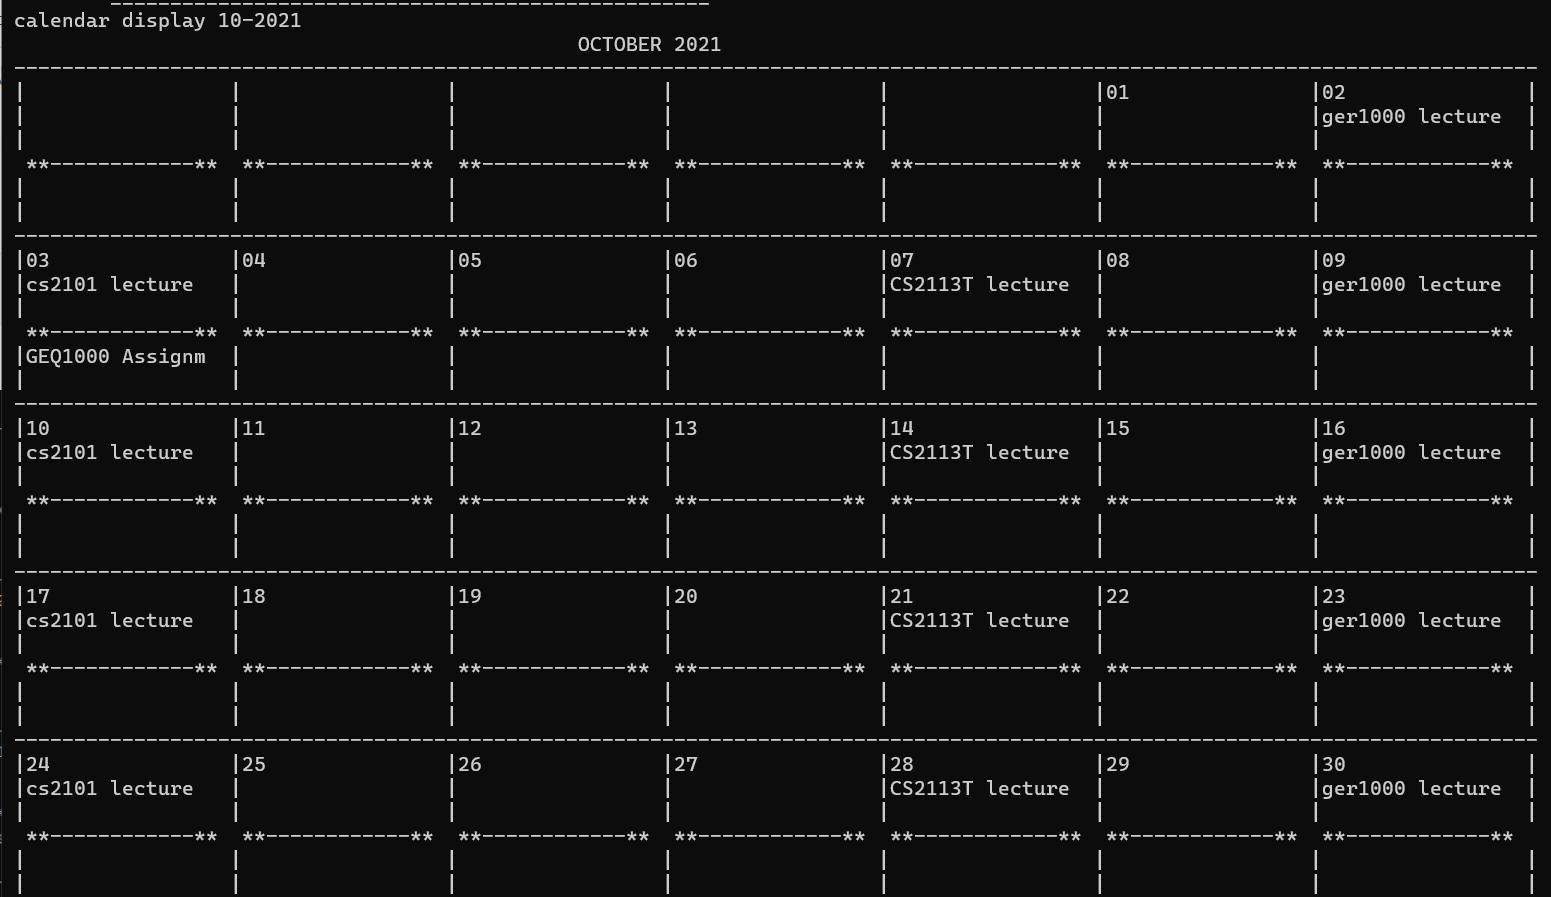 calendar display 10-2021
OCTOBER 2021
01 02
ger1000 lecture
**------------** **------------** **------------** **------------** **------------** **------------** **------------**
03 04 05 06 07 08 09
cs2101 lecture CS2113T lecture ger1000 lecture
**------------** **------------** **------------** **------------** **------------** **------------** **------------**
GEQ1000 Assignm
10 11 12 13 14 15 16
cs2101 lecture CS2113T lecture ger1000 lecture
**------------** **------------** **------------** **------------** **------------** **------------** **------------**
17 18 19 20 21 22 23
cs2101 lecture CS2113T lecture ger1000 lecture
**------------** **------------** **------------** **------------** **------------** **------------** **------------**
24 25 26 27 28 29 30
cs2101 lecture CS2113T lecture ger1000 lecture
**------------** **------------** **------------** **------------** **------------** **------------** **------------**